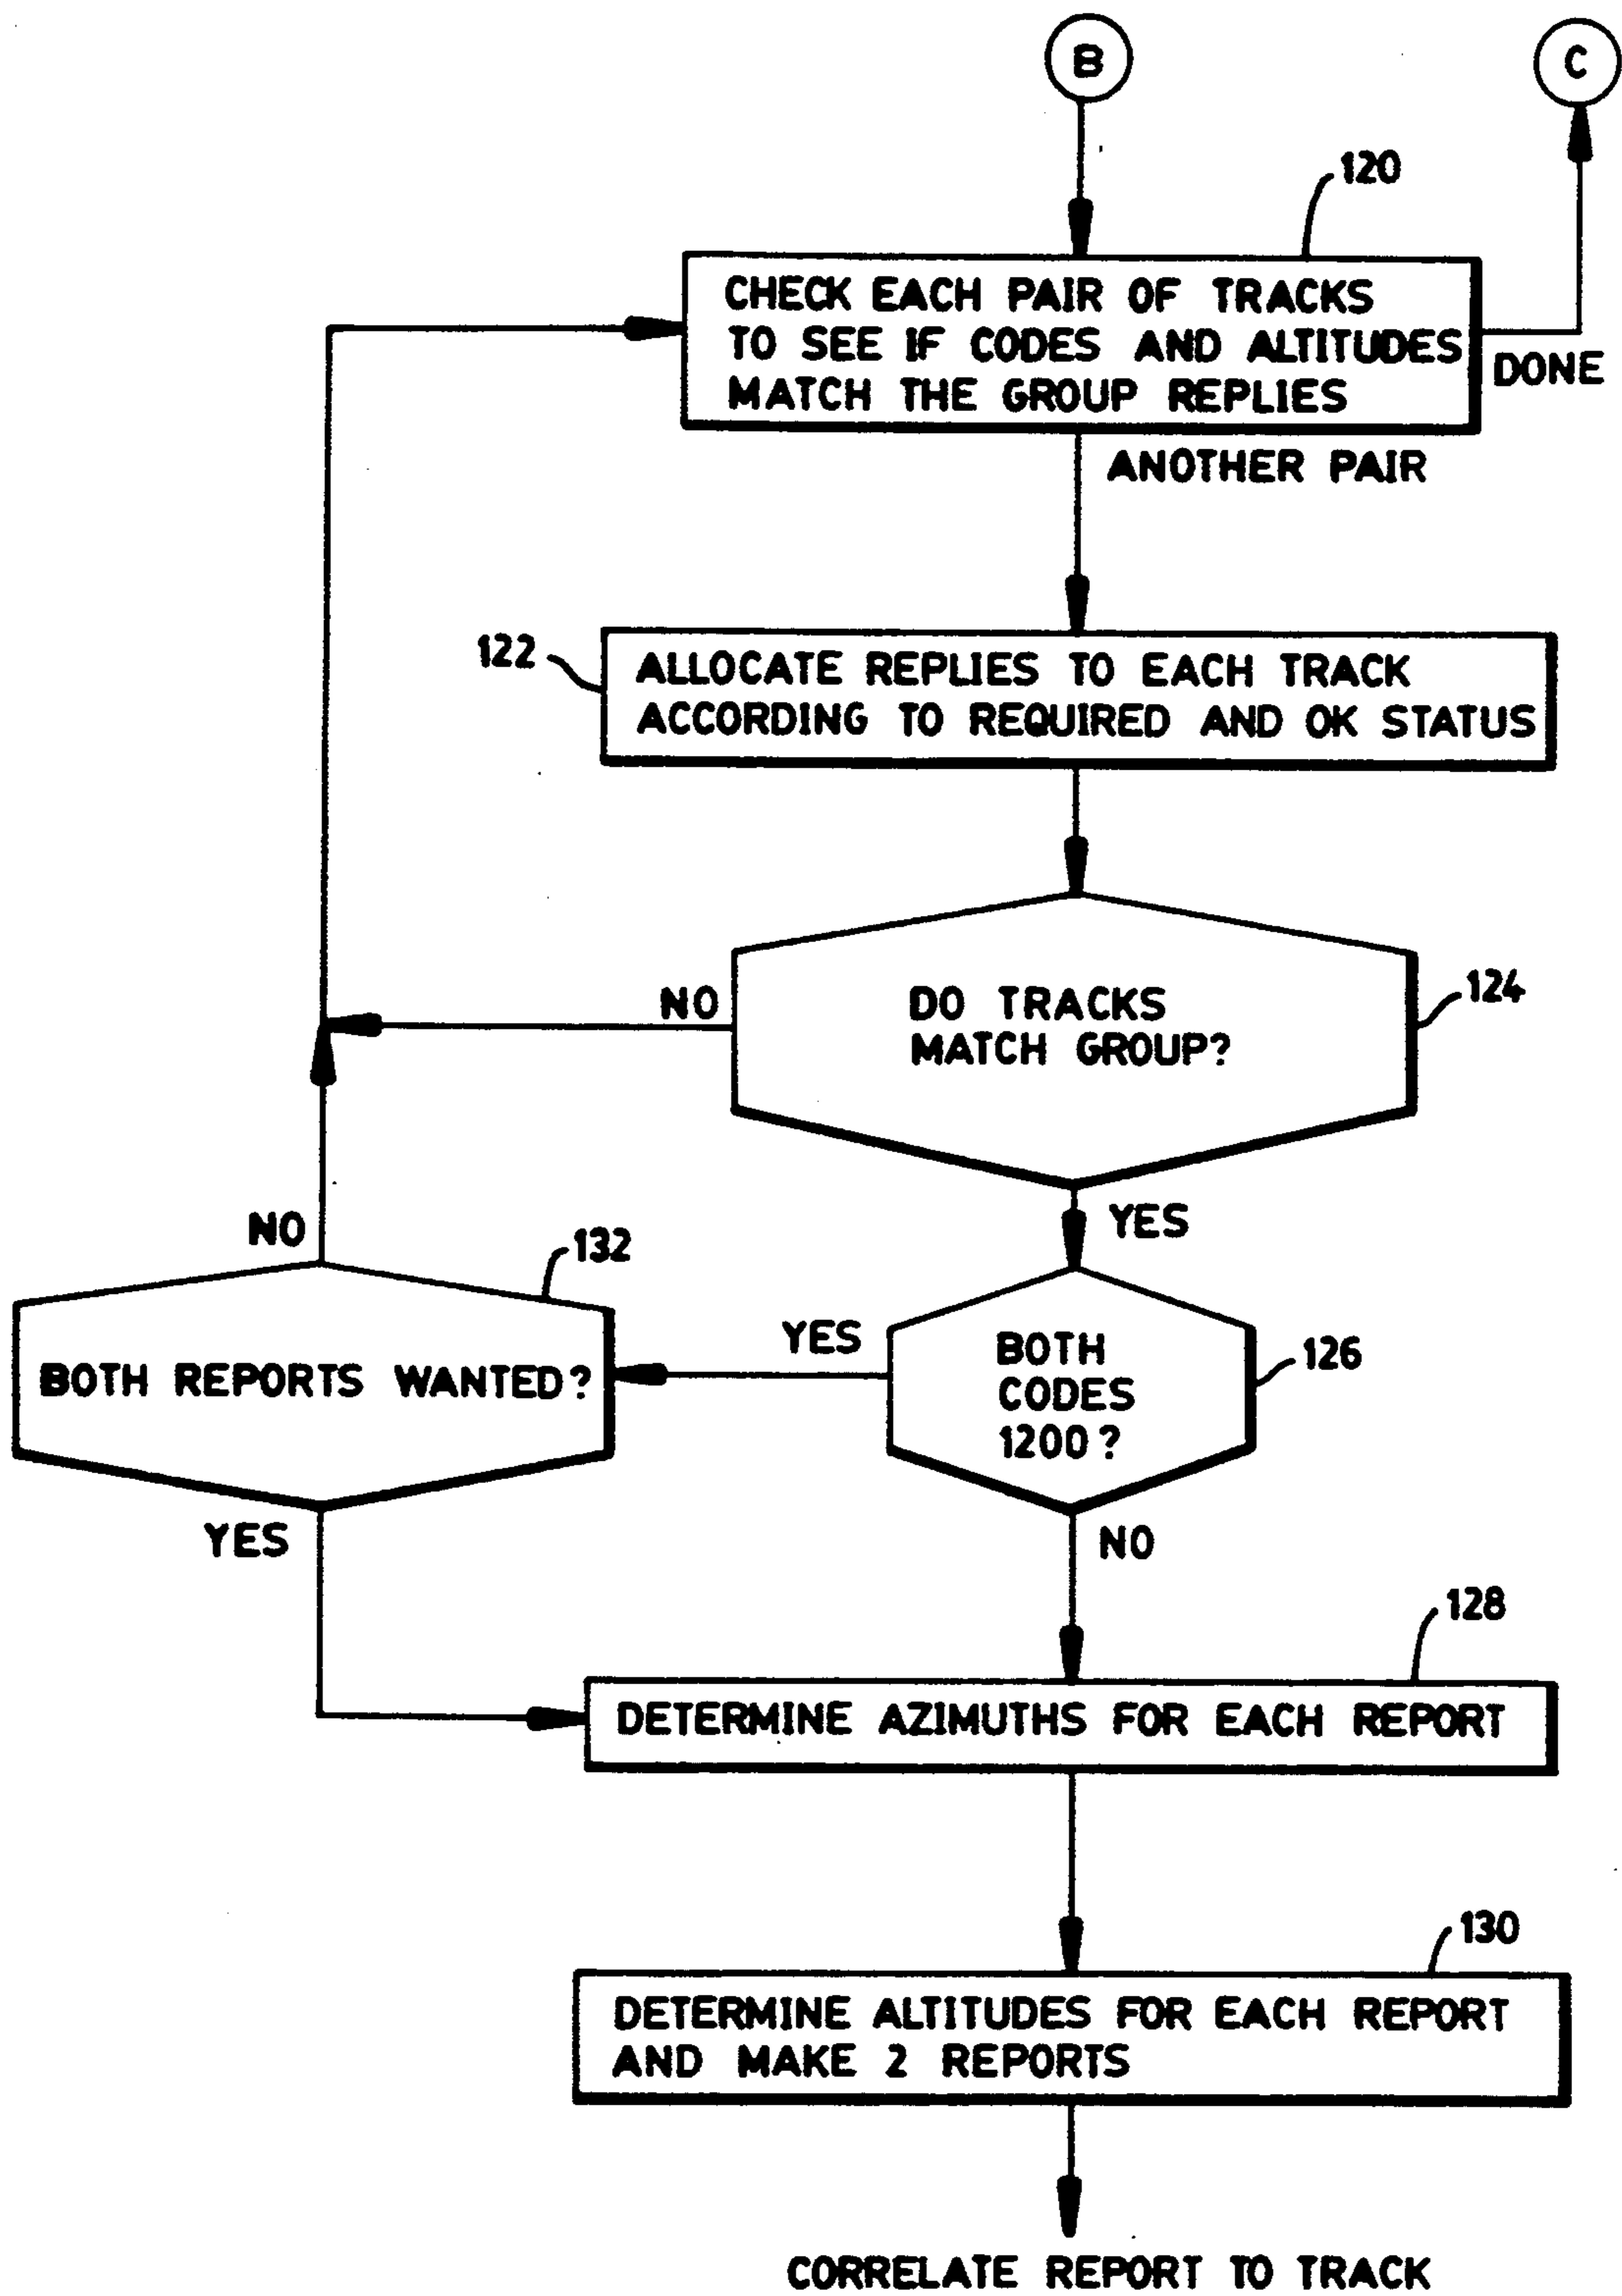 B
C
120
CHECK EACH PAIR OF TRACKS
TO SEE IF CODES AND ALTITUDES
MATCH THE GROUP REPLIES
DONE
ANOTHER PAIR
122
ALLOCATE REPLIES TO EACH TRACK
ACCORDING TO REQUIRED AND OK STATUS
124
NO
DO TRACKS
MATCH GROUP?
YES
NO
132
BOTH REPORTS WANTED?
YES
126
BOTH
CODES
1200?
YES
NO
128
DETERMINE AZIMUTHS FOR EACH REPORT
130
DETERMINE ALTITUDES FOR EACH REPORT
AND MAKE 2 REPORTS
CORRELATE REPORT TO TRACK